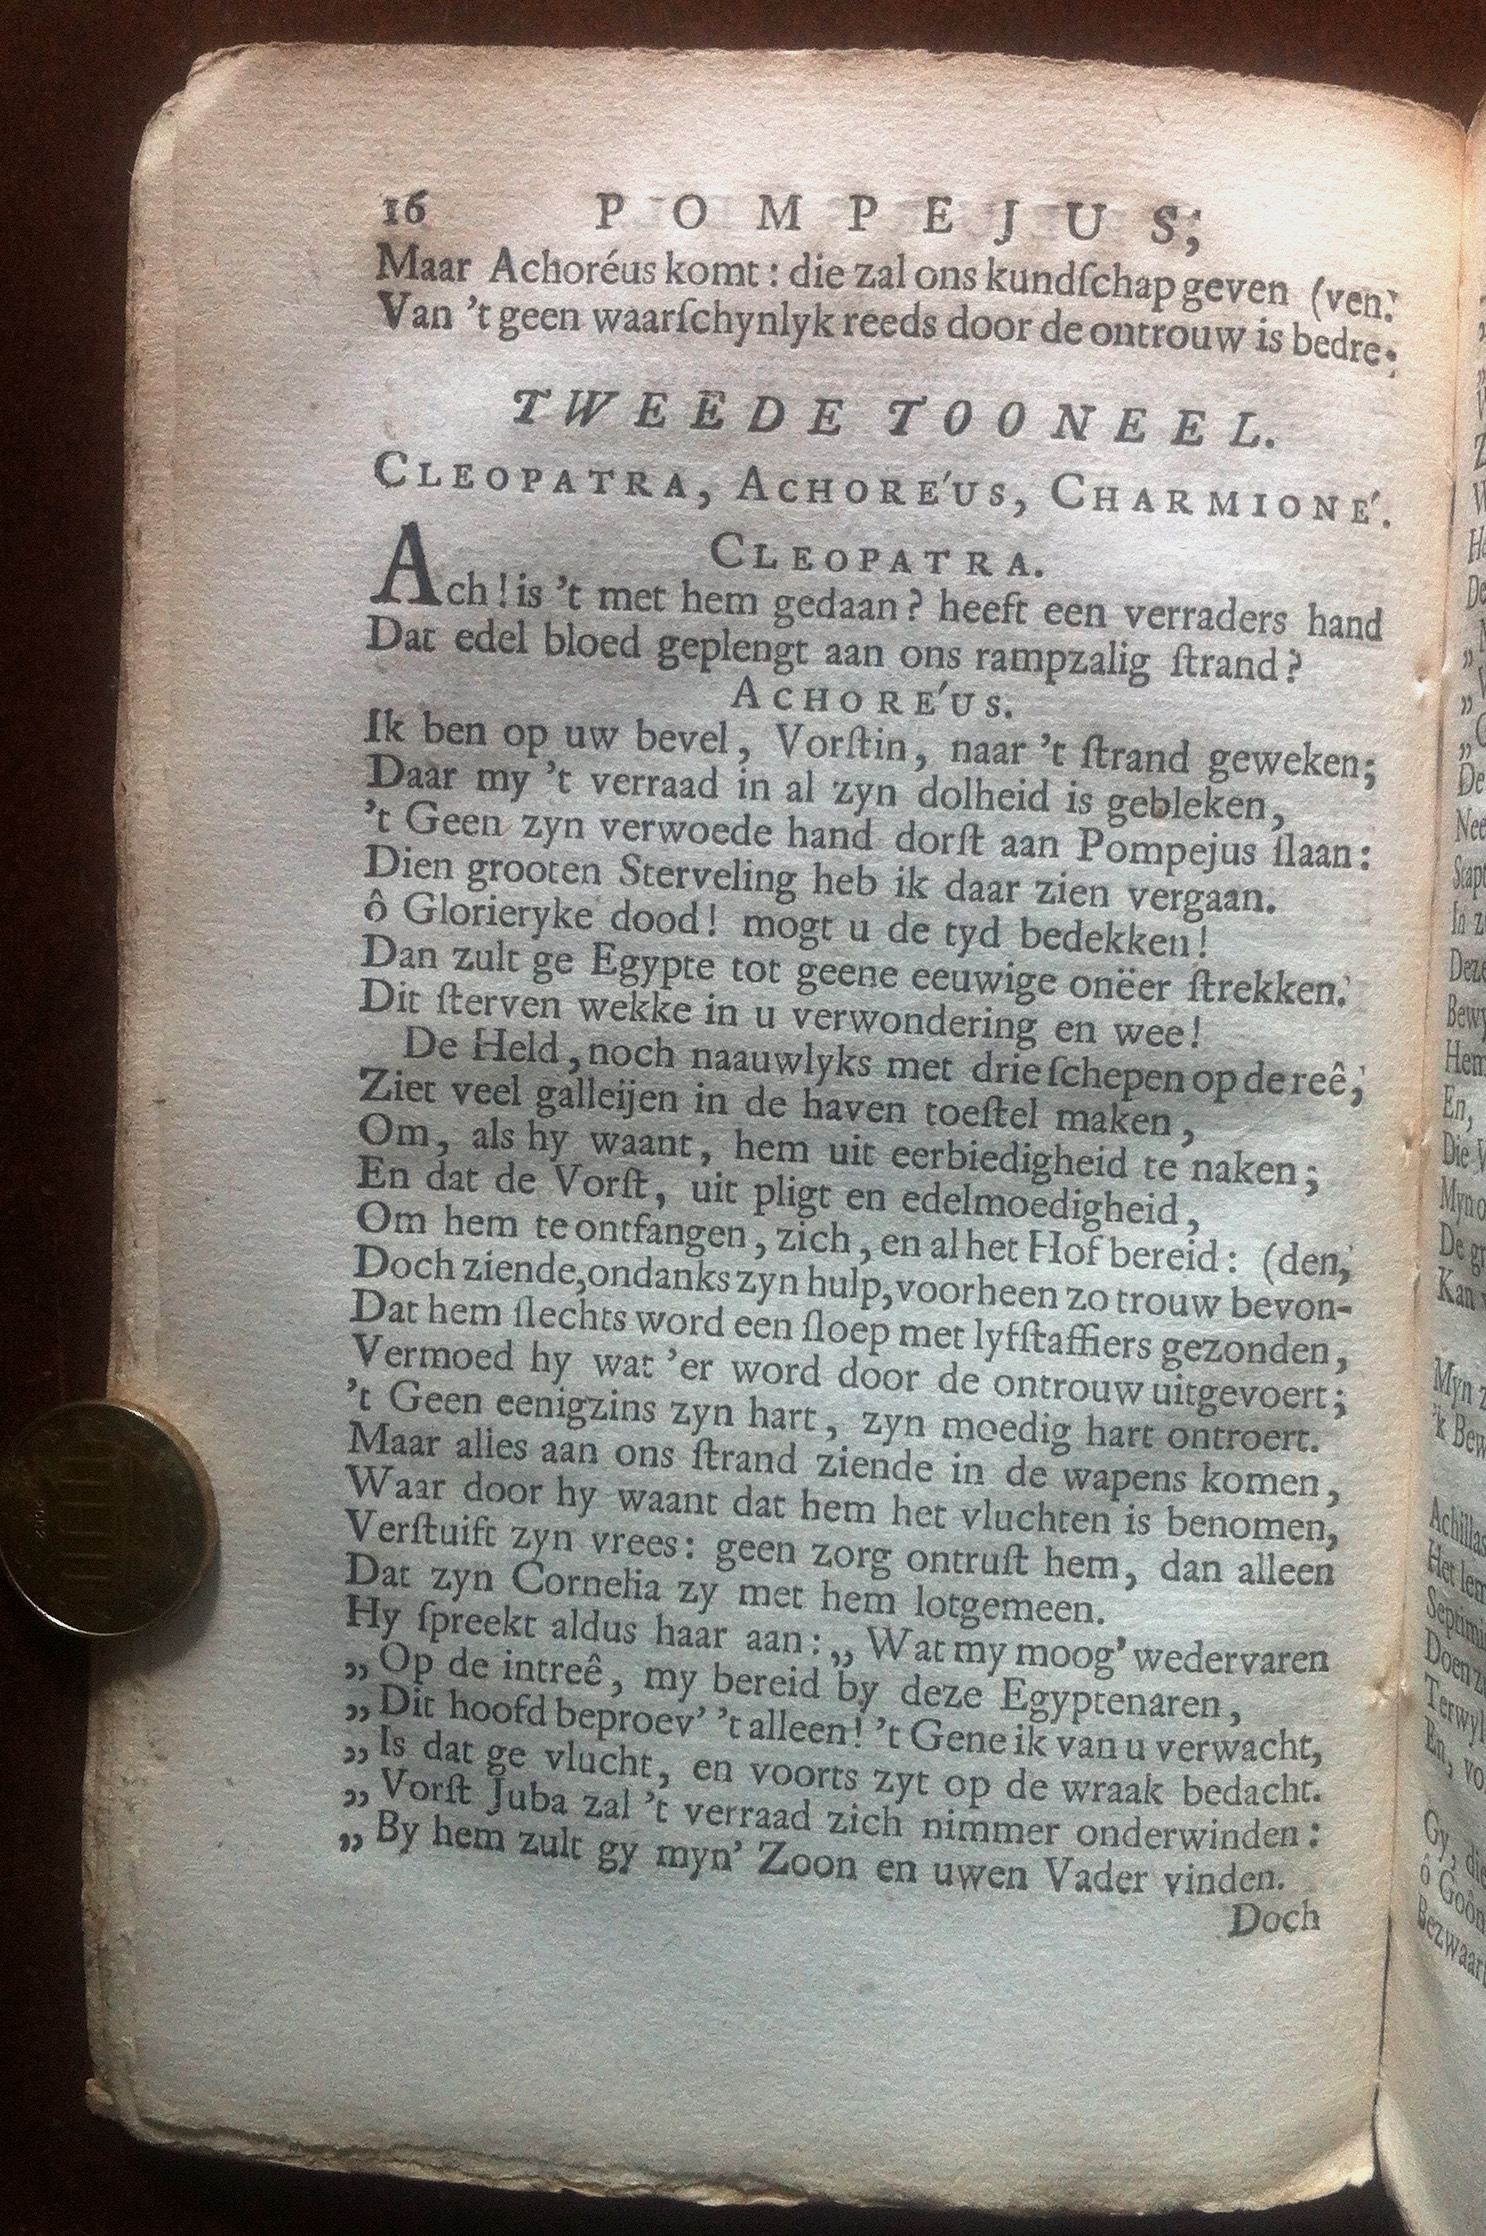 16 POMPEJUS;
Maar Achoréus komt: die zal ons kundſchap geven (ven.
Van 't geen waarſchynlyk reeds door de ontrouw is bedre-
TWEEDE TOONEEL.
CLEOPATRA, ACHORE'US, CHARMIONE'.
CLEOPATRA.
Ach! is 't met hem gedaan? heeft een verraders hand
Dat edel bloed geplengt aan ons rampzalig ſtrand?
ACHORE'US.
Ik ben op uw bevel, Vorſtin, naar 't ſtrand geweken;
Daar my 't verraad in al zyn dolheid is gebleken,
't Geen zyn verwoede hand dorſt aan Pompejus ſlaan:
Dien grooten Sterveling heb ik daar zien vergaan.
ô Glorieryke dood! mogt u de tyd bedekken!
Dan zult ge Egypte tot geene eeuwige onëer ſtrekken.
Dit ſterven wekke in u verwondering en wee!
De Held, noch naauwlyks met drie ſchepen op de reê,
Ziet veel galleijen in de haven toeſtel maken,
Om, als hy waant, hem uit eerbiedigheid te naken;
En dat de Vorſt, uit pligt en edelmoedigheid,
Om hem te ontfangen, zich, en al het Hof bereid: (den,
Doch ziende, ondanks zyn hulp, voorheen zo trouw bevon-
Dat hem ſlechts word een ſloep met lyfſtaffiers gezonden,
Vermoed hy wat 'er word door de ontrouw uitgevoert;
't Geen eenigzins zyn hart, zyn moedig hart ontroert.
Maar alles aan ons ſtrand ziende in de wapens komen,
Waar door hy waant dat hem het vluchten is benomen,
Verſtuift zyn vrees: geen zorg ontruſt hem, dan alleen
Dat zyn Cornelia zy met hem lotgemeen.
Hy ſpreekt aldus haar aan: „ Wat my moog' wedervaren
„ Op de intreê, my bereid by deze Egyptenaren,
„ Dit hoofd beproev' 't alleen! 't Gene ik van u verwacht,
„ Is dat ge vlucht, en voorts zyt op de wraak bedacht.
„ Vorſt Juba zal 't verraad zich nimmer onderwinden:
„ By hem zult gy myn' Zoon en uwen Vader vinden.
Doch